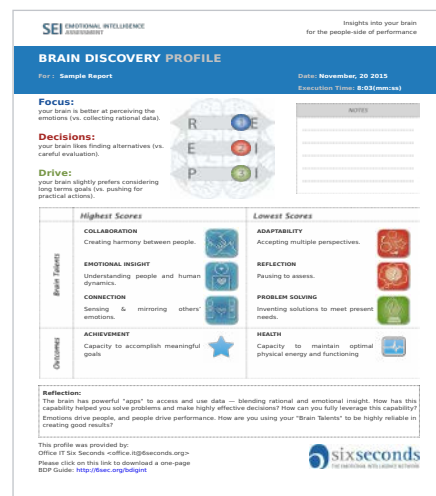 SEI EMOTIONAL INTELLIGENCE
ASSESSMENT
Insights into your brain
for the people-side of performance
BRAIN DISCOVERY PROFILE
For : Sample Report
Date: November, 20 2015
Execution Time: 8:03(mm:ss)
Focus:
your brain is better at perceiving the
emotions (vs. collecting rational data).
Decisions:
your brain likes finding alternatives (vs.
careful evaluation).
Drive:
your brain slightly prefers considering
long terms goals (vs. pushing for
practical actions).
R 1 E
E 2 I
P 3 I
NOTES
Highest Scores
Lowest Scores
Brain Talents
COLLABORATION
Creating harmony between people.
ADAPTABILITY
Accepting multiple perspectives.
EMOTIONAL INSIGHT
Understanding people and human
dynamics.
REFLECTION
Pausing to assess.
CONNECTION
Sensing & mirroring others'
emotions.
PROBLEM SOLVING
Inventing solutions to meet present
needs.
Outcomes
ACHIEVEMENT
Capacity to accomplish meaningful
goals
HEALTH
Capacity to maintain optimal
physical energy and functioning
Reflection:
The brain has powerful "apps" to access and use data — blending rational and emotional insight. How has this
capability helped you solve problems and make highly effective decisions? How can you fully leverage this capability?
Emotions drive people, and people drive performance. How are you using your "Brain Talents" to be highly reliable in
creating good results?
This profile was provided by:
Office IT Six Seconds <office.it@6seconds.org>
Please click on this link to download a one-page
BDP Guide: http://6sec.org/bdgint
sixseconds
THE EMOTIONAL INTELLIGENCE NETWORK